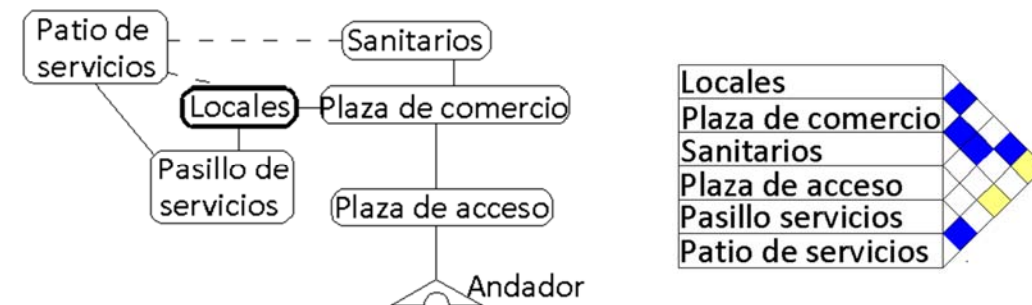 Patio de
servicios
Sanitarios
Locales
Plaza de comercio
Pasillo de
servicios
Plaza de acceso
Andador
Locales
Plaza de comercio
Sanitarios
Plaza de acceso
Pasillo servicios
Patio de servicios